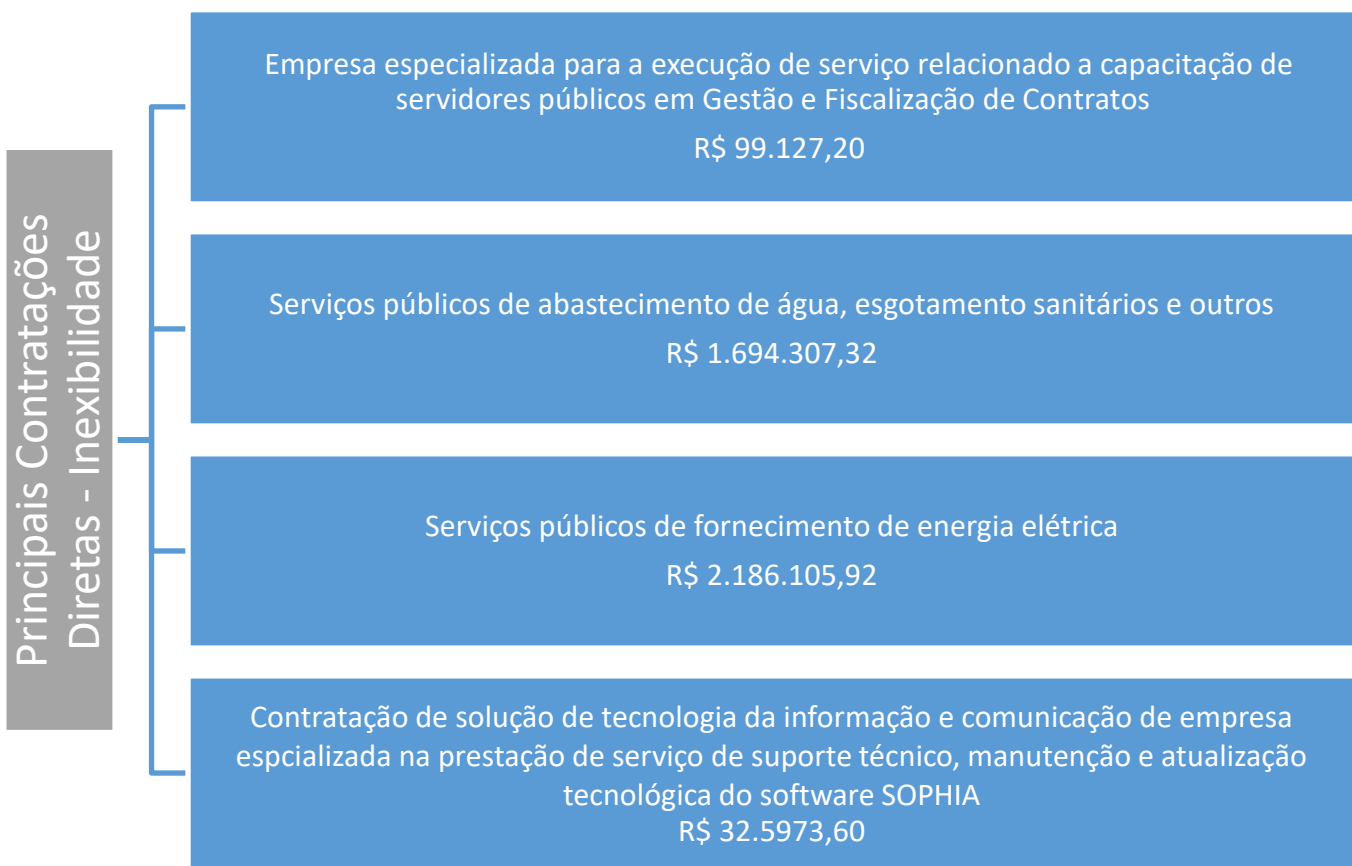 Principais Contratações
Diretas - Inexibilidade
Empresa especializada para a execução de serviço relacionado a capacitação de
servidores públicos em Gestão e Fiscalização de Contratos
R$ 99.127,20
Serviços públicos de abastecimento de água, esgotamento sanitários e outros
R$ 1.694.307,32
Serviços públicos de fornecimento de energia elétrica
R$ 2.186.105,92
Contratação de solução de tecnologia da informação e comunicação de empresa
espcializada na prestação de serviço de suporte técnico, manutenção e atualização
tecnológica do software SOPHIA
R$ 32.5973,60